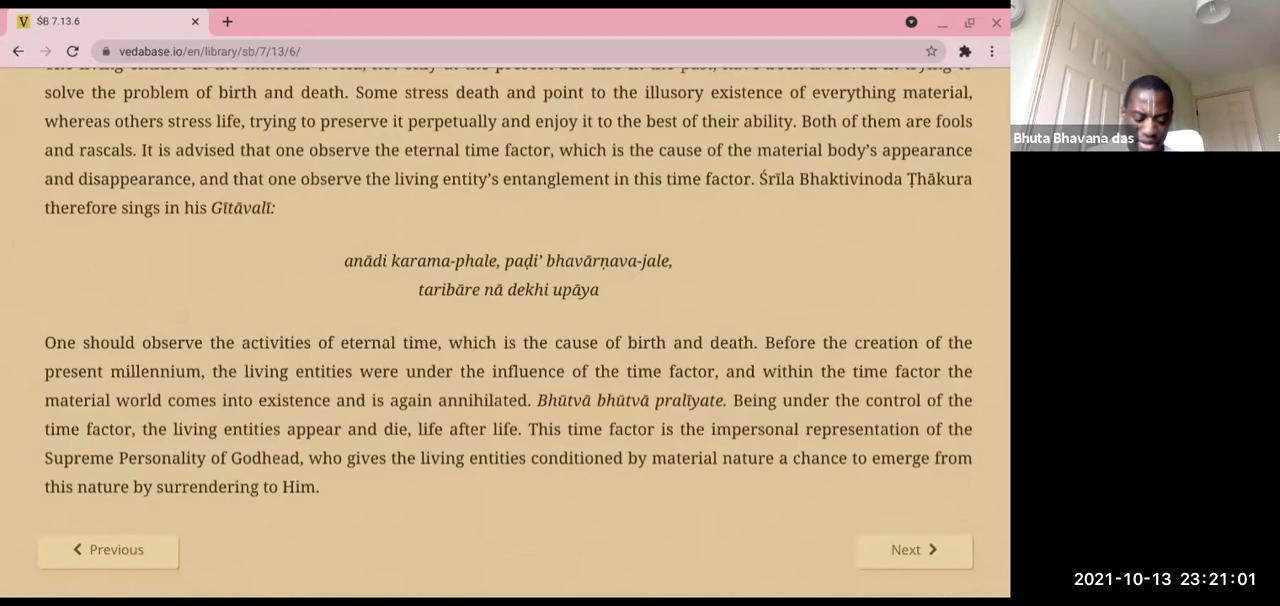 ŚB 7.13.6
vedabase.io/en/library/sb/7/13/6/
solve the problem of birth and death. Some stress death and point to the illusory existence of everything material,
whereas others stress life, trying to preserve it perpetually and enjoy it to the best of their ability. Both of them are fools
and rascals. It is advised that one observe the eternal time factor, which is the cause of the material body’s appearance
and disappearance, and that one observe the living entity’s entanglement in this time factor. Śrīla Bhaktivinoda Ṭhākura
therefore sings in his Gītāvalī:
anādi karama-phale, paḍi’ bhavārṇava-jale,
taribāre nā dekhi upāya
One should observe the activities of eternal time, which is the cause of birth and death. Before the creation of the
present millennium, the living entities were under the influence of the time factor, and within the time factor the
material world comes into existence and is again annihilated. Bhūtvā bhūtvā pralīyate. Being under the control of the
time factor, the living entities appear and die, life after life. This time factor is the impersonal representation of the
Supreme Personality of Godhead, who gives the living entities conditioned by material nature a chance to emerge from
this nature by surrendering to Him.
Previous
Next
Bhuta Bhavana das
2021-10-13 23:21:01